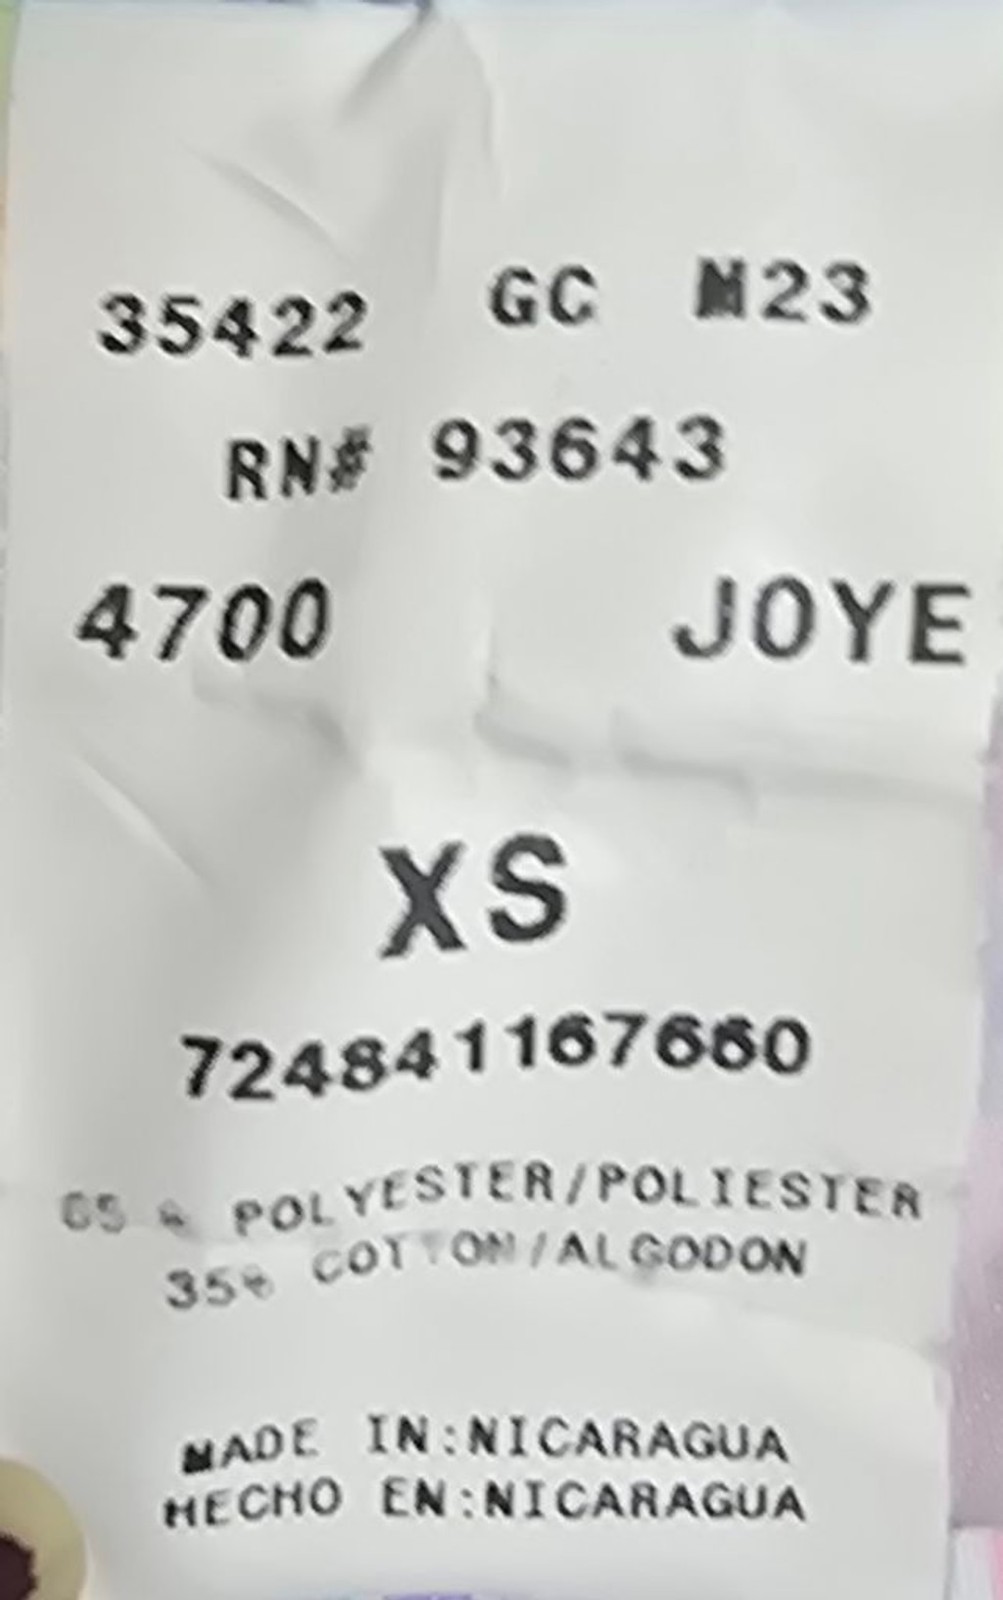 35422 GC M23
RN# 93643
4700 JOYE
XS
724841167660
65 % POLYESTER/POLIESTER
35% COTTON/ALGODON
MADE IN:NICARAGUA
HECHO EN:NICARAGUA